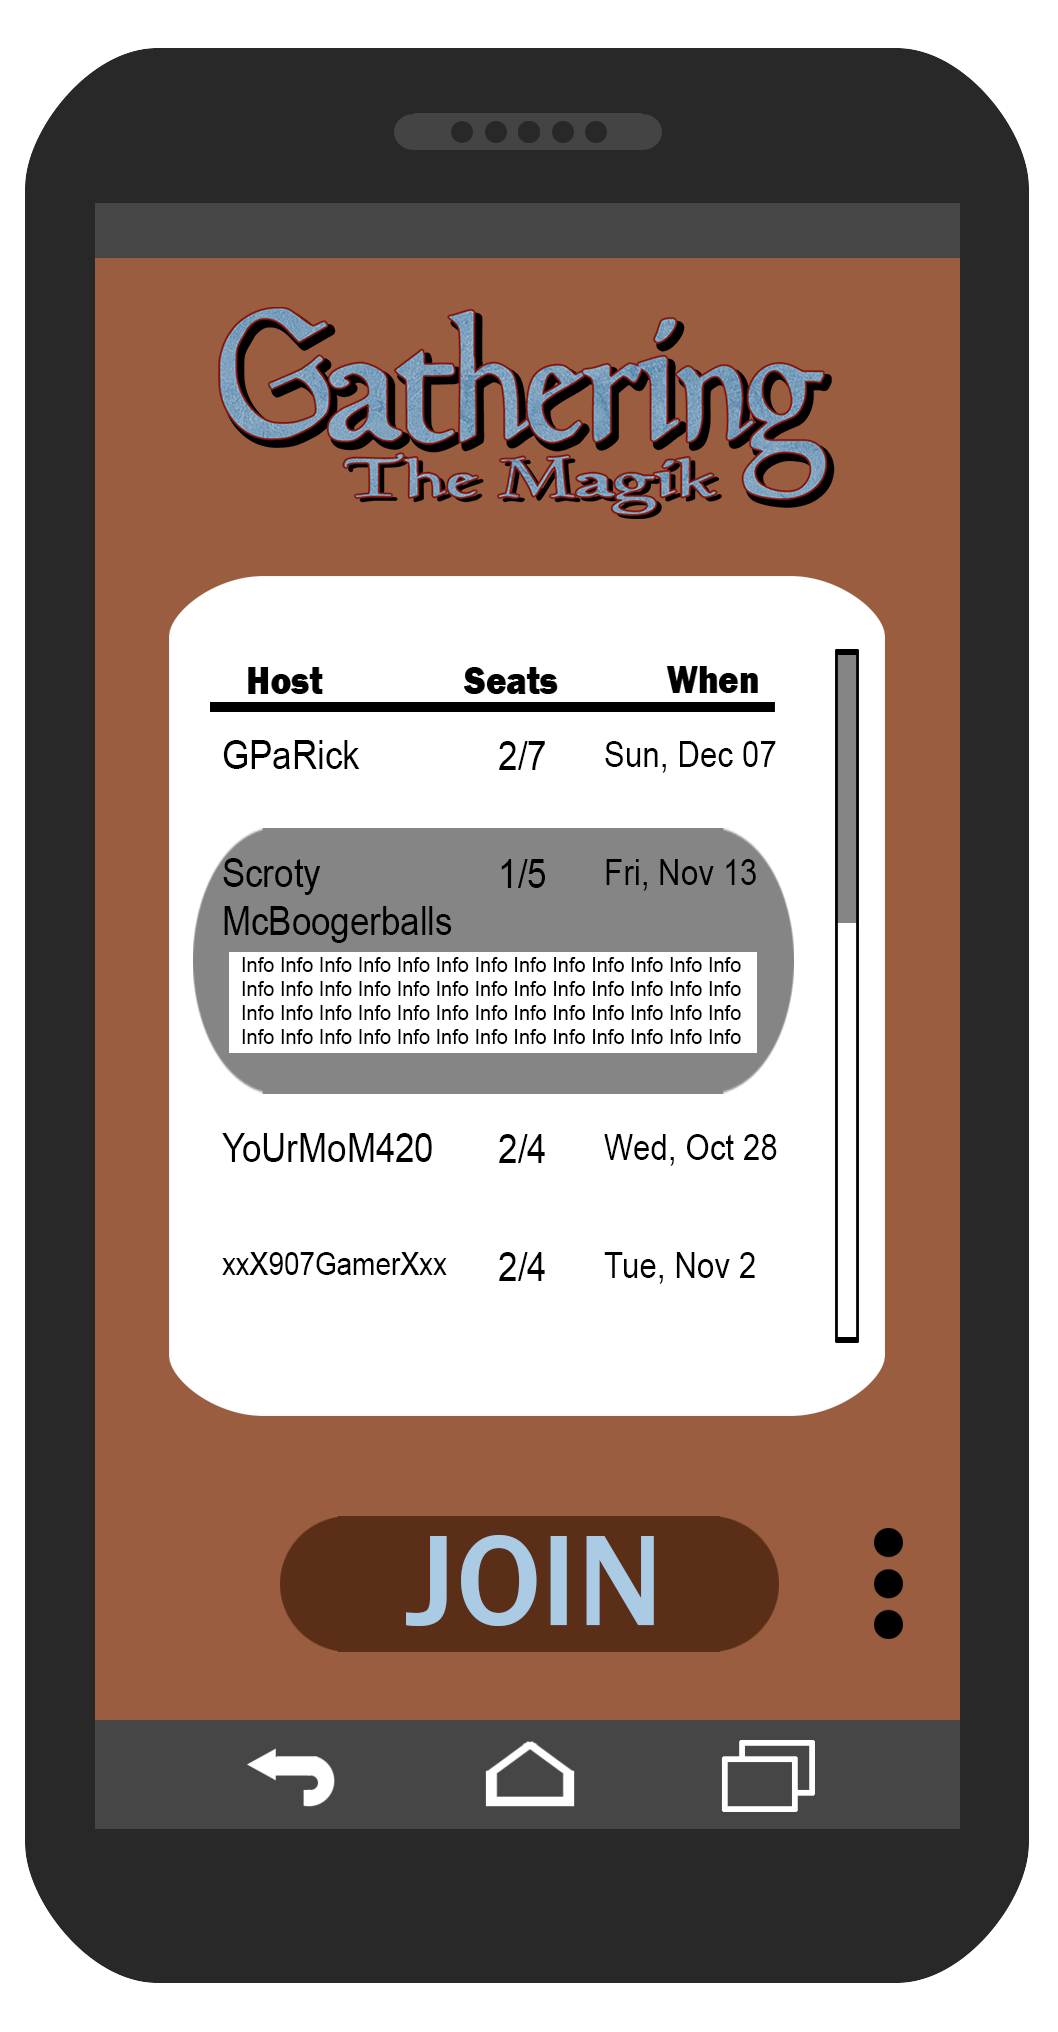 Gathering
The Magik
Host Seats When
GPaRick 2/7 Sun, Dec 07
Scroty 1/5 Fri, Nov 13
McBoogerballs
Info Info Info Info Info Info Info Info Info Info Info Info Info
Info Info Info Info Info Info Info Info Info Info Info Info Info
Info Info Info Info Info Info Info Info Info Info Info Info Info
Info Info Info Info Info Info Info Info Info Info Info Info Info
YoUrMoM420 2/4 Wed, Oct 28
xxX907GamerXxx 2/4 Tue, Nov 2
JOIN